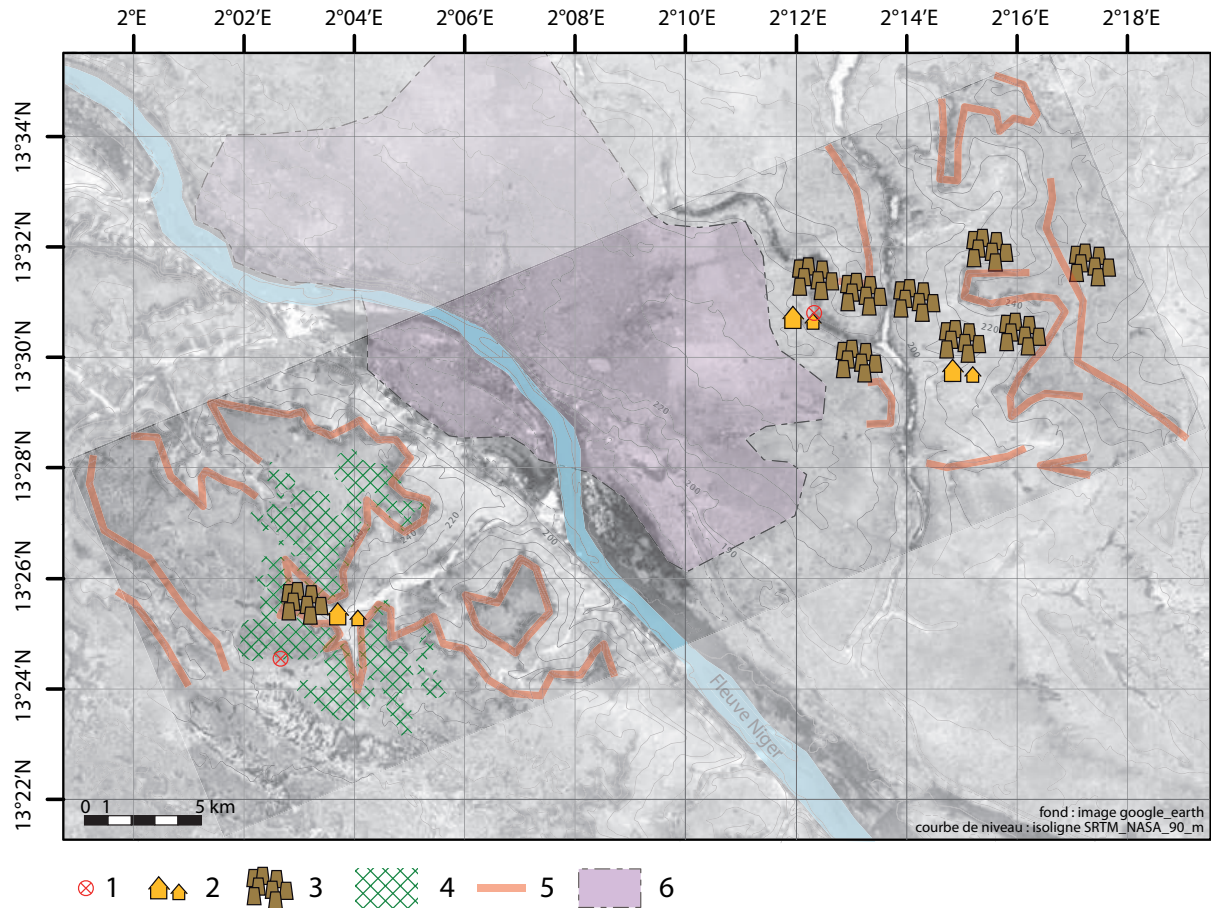 2°E 2°02'E 2°04'E 2°06'E 2°08'E 2°10'E 2°12'E 2°14'E 2°16'E 2°18'E
13°34'N
13°32'N
13°30'N
13°28'N
13°26'N
13°24'N
13°22'N
240
220
200
220
200
190
220
240
200
Fleuve Niger
0 1 5 km
fond : image google_earth
courbe de niveau : isoligne SRTM_NASA_90_m
1 2 3 4 5 6